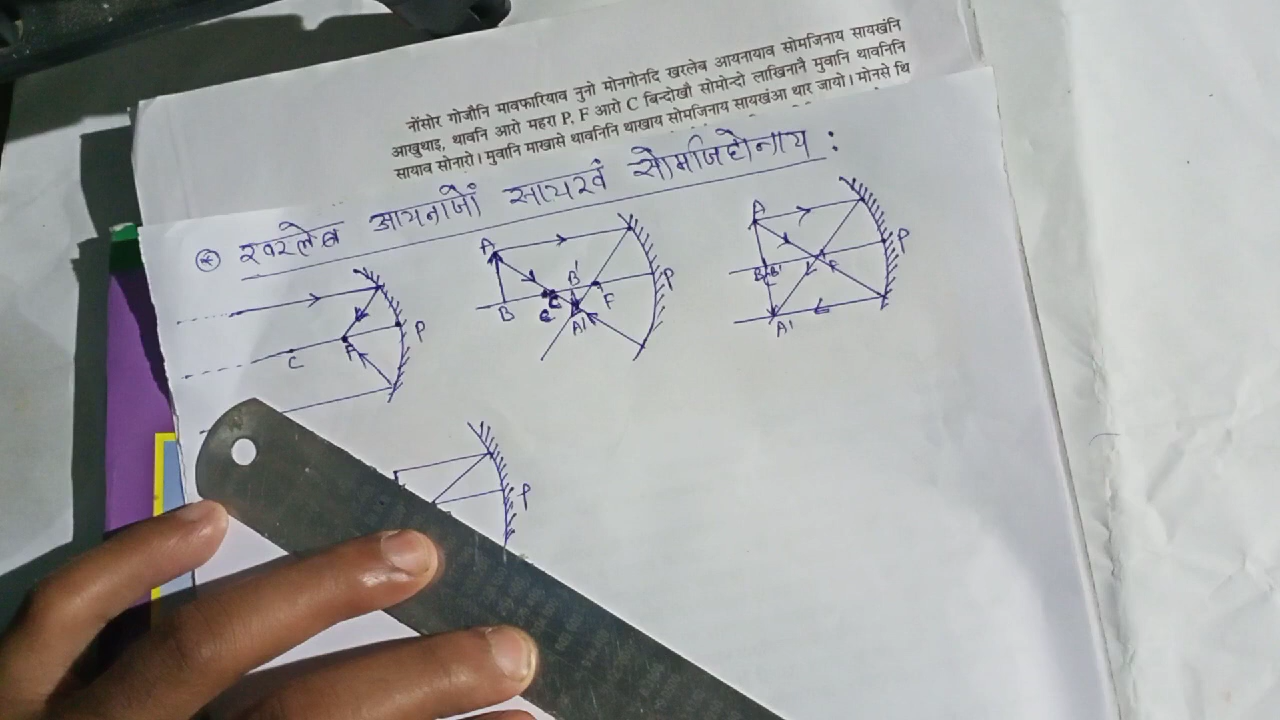 नोंसोर गोजौनि मावफारियाव नुनो मोनगोनदि खरलेब आयनायाव सोमजिनाय सायखंनि
आखुथाइ, थावनि आरो महरा P, F आरो C बिन्दोखौ सोमोन्दो लाखिनानै मुवानि थावनिनि
सायाव सोनारो। मुवानि माखासे थावनिनि थाखाय सोमजिनाय सायखंआ थार जायो। मोनसे थि
* खरलेब आयनाजों सायखं सोमजिहोनाय :
C F P
A B C B' A' F P
A B B' C A' F P
P